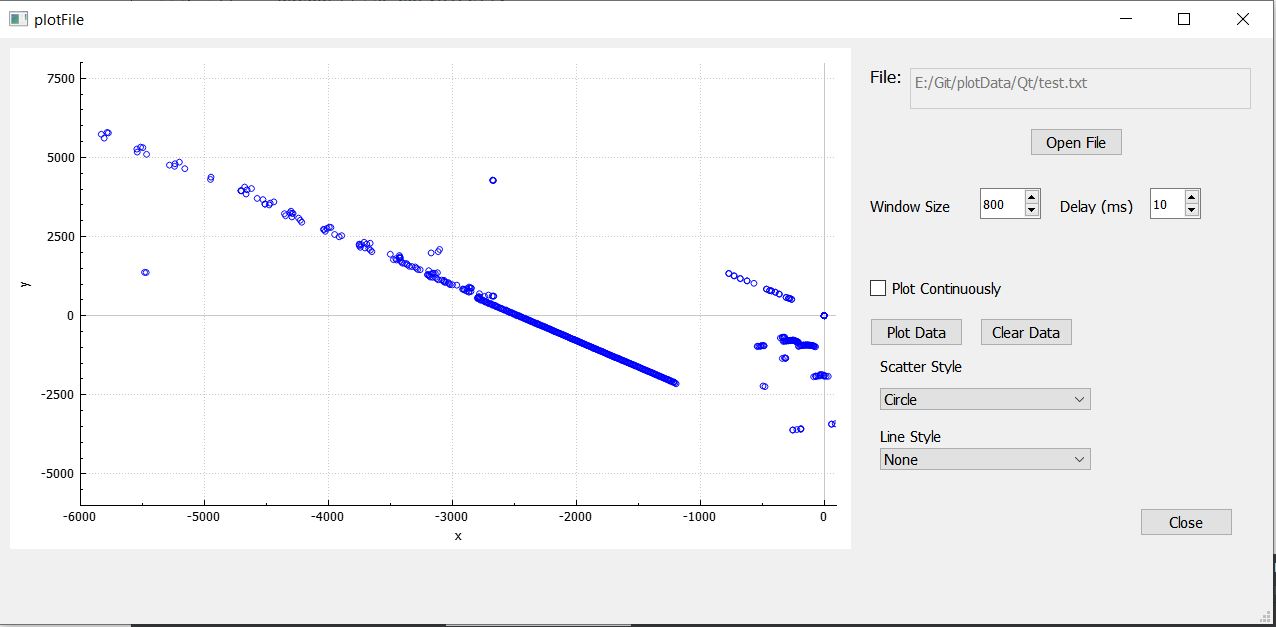 plotFile
7500
5000
2500
0
-2500
-5000
-6000 -5000 -4000 -3000 -2000 -1000 0
x
y
File: E:/Git/plotData/Qt/test.txt
Open File
Window Size 800 Delay (ms) 10
Plot Continuously
Plot Data Clear Data
Scatter Style
Circle
Line Style
None
Close